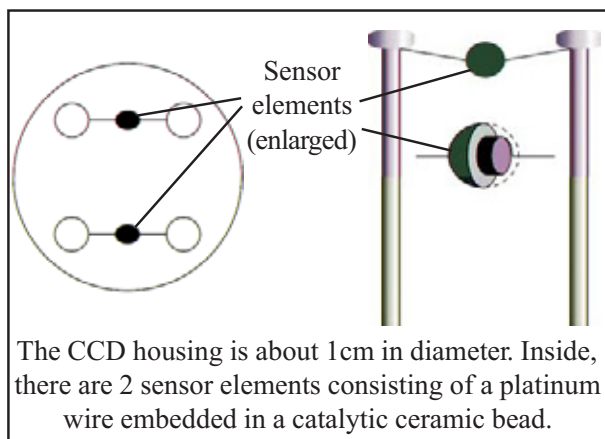 Sensor
elements
(enlarged)
The CCD housing is about 1cm in diameter. Inside,
there are 2 sensor elements consisting of a platinum
wire embedded in a catalytic ceramic bead.